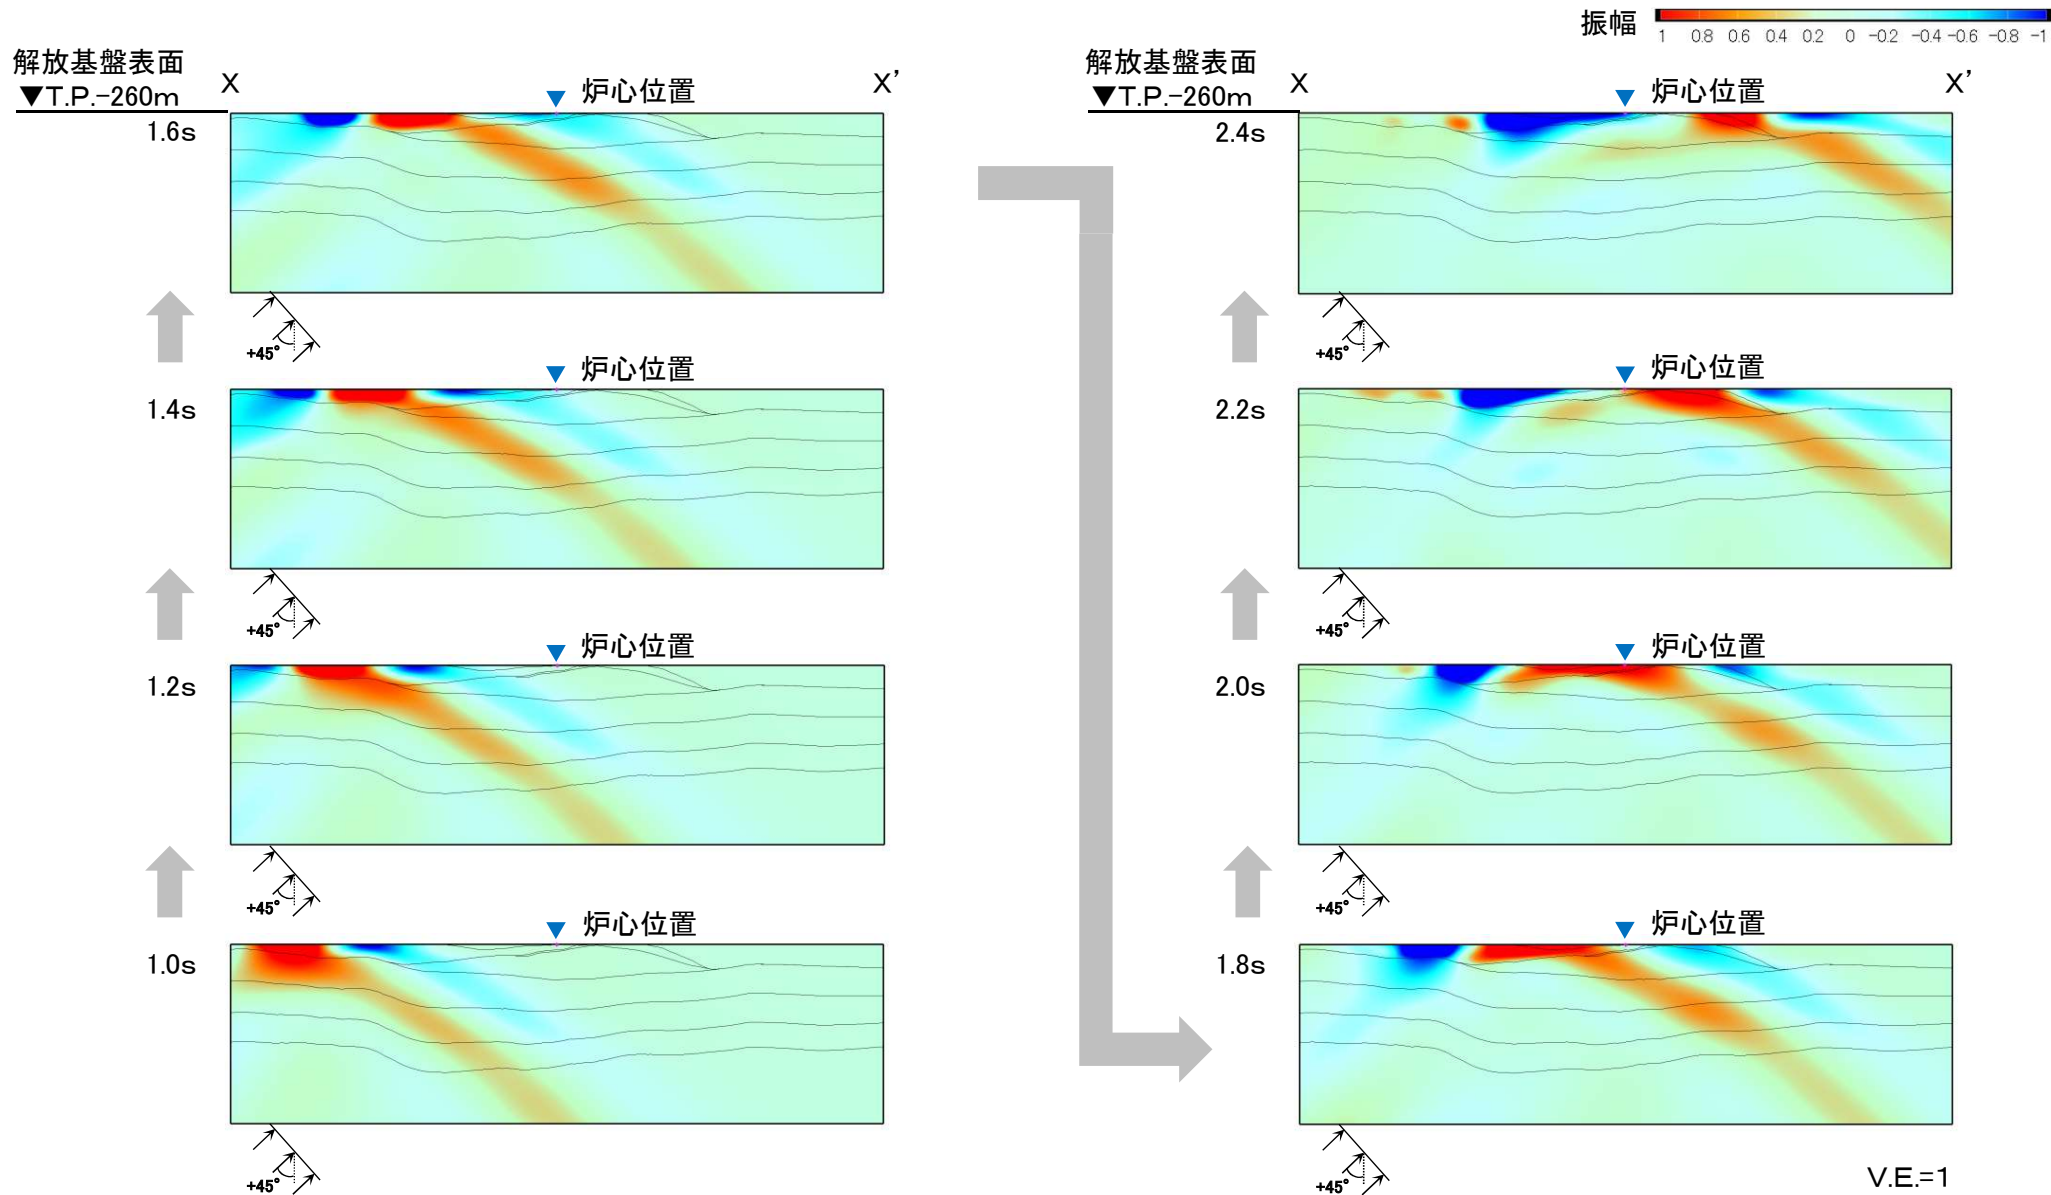 振幅
1 0.8 0.6 0.4 0.2 0 -0.2 -0.4 -0.6 -0.8 -1
解放基盤表面
▼T.P.-260m
X
X'
炉心位置
1.6s
+45°
炉心位置
1.4s
+45°
炉心位置
1.2s
+45°
炉心位置
1.0s
+45°
解放基盤表面
▼T.P.-260m
X
X'
炉心位置
2.4s
+45°
炉心位置
2.2s
+45°
炉心位置
2.0s
+45°
炉心位置
1.8s
+45°
V.E.=1